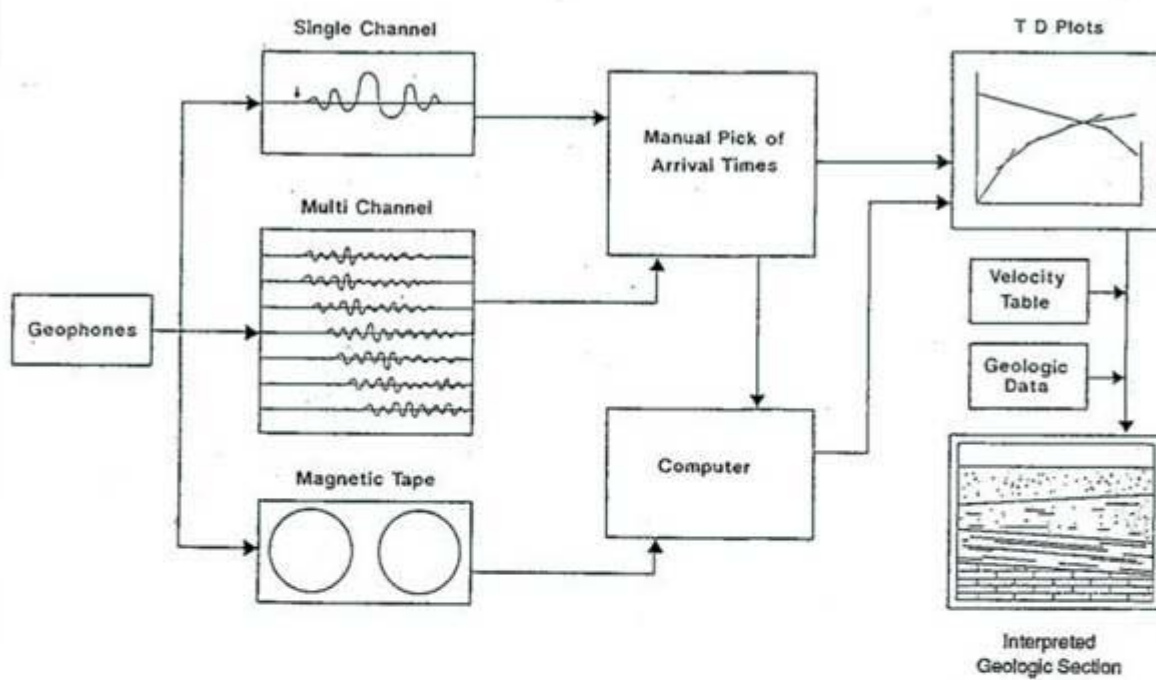 Single Channel
T D Plots
Manual Pick of
Arrival Times
Multi Channel
Velocity
Table
Geophones
Geologic
Data
Computer
Magnetic Tape
Interpreted
Geologic Section